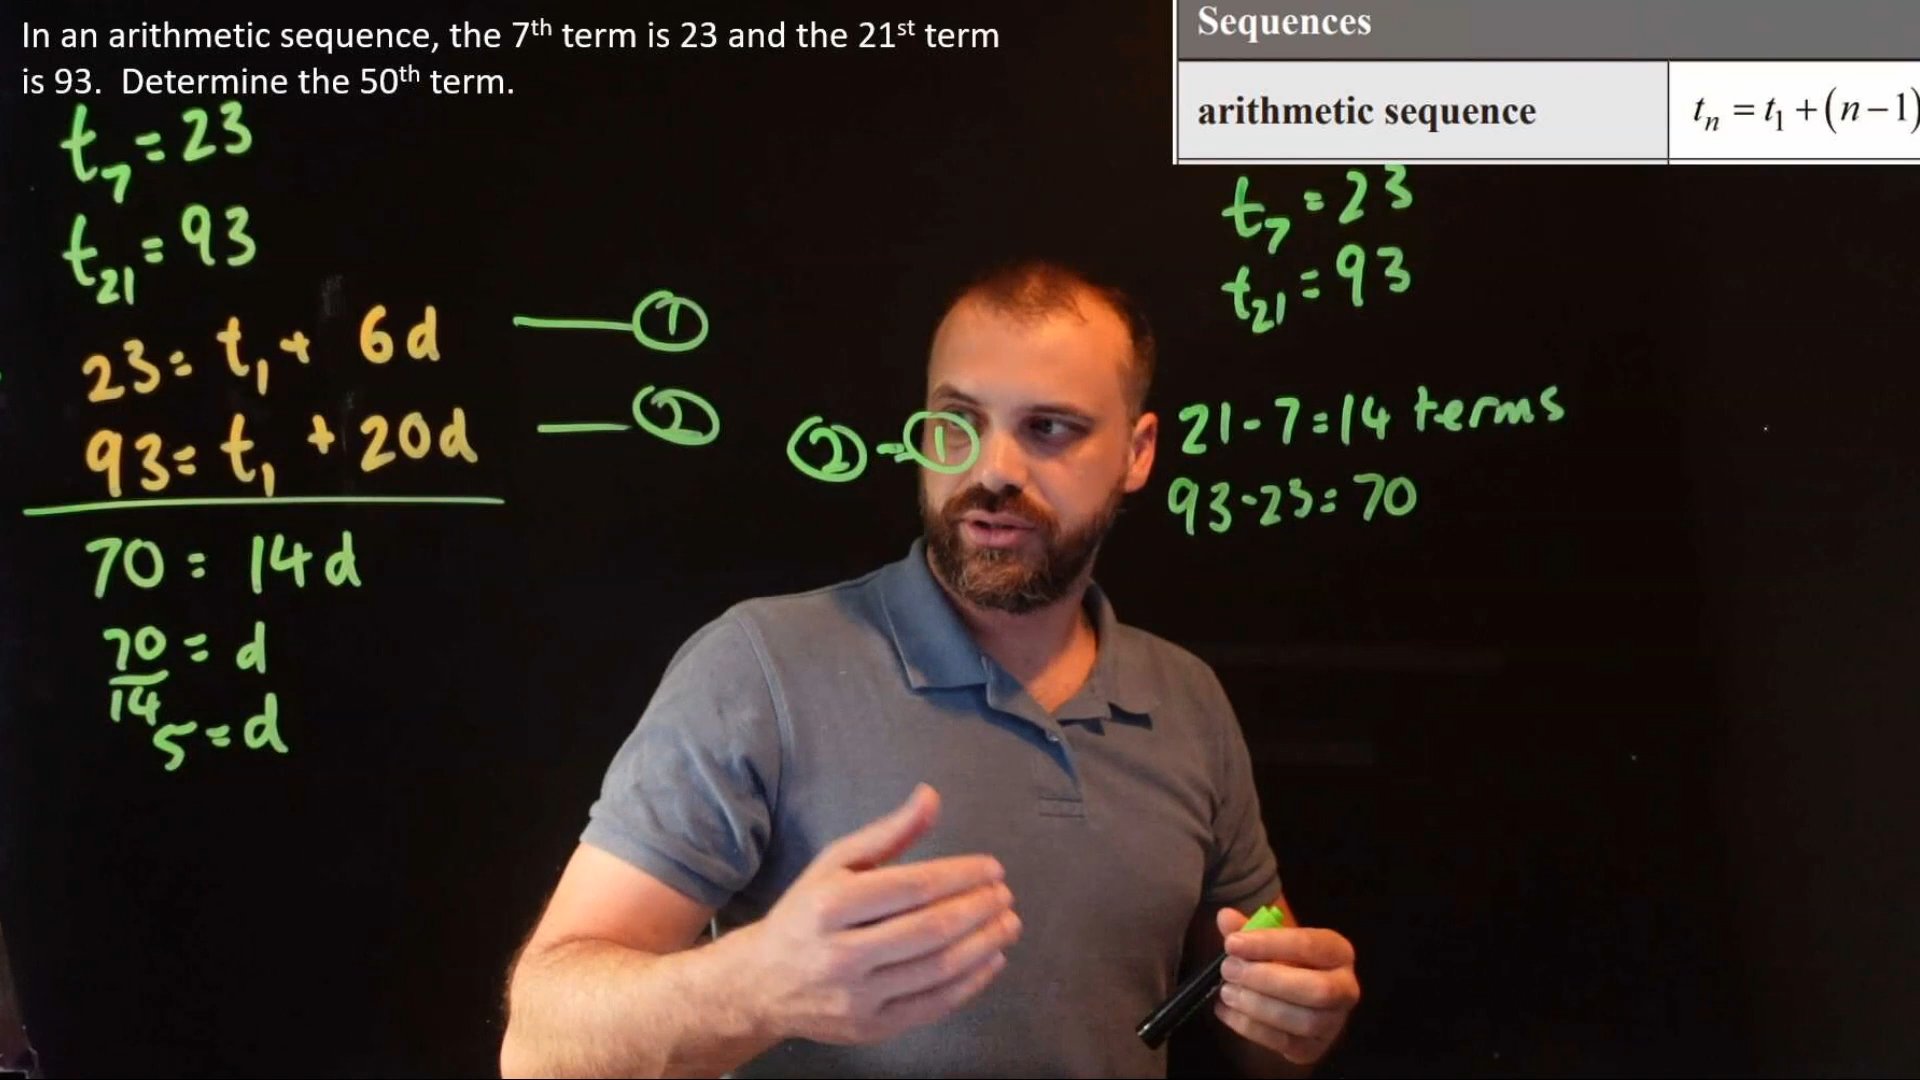 In an arithmetic sequence, the 7th term is 23 and the 21st term
is 93. Determine the 50th term.
t₇ = 23
t₂₁ = 93
23 = t₁ + 6d ① 
93 = t₁ + 20d ②
② - ①
70 = 14d
70/14 = d
5 = d
Sequences
arithmetic sequence
tₙ = t₁ + (n − 1)
t₇ = 23
t₂₁ = 93
21 - 7 = 14 terms
93 - 23 = 70